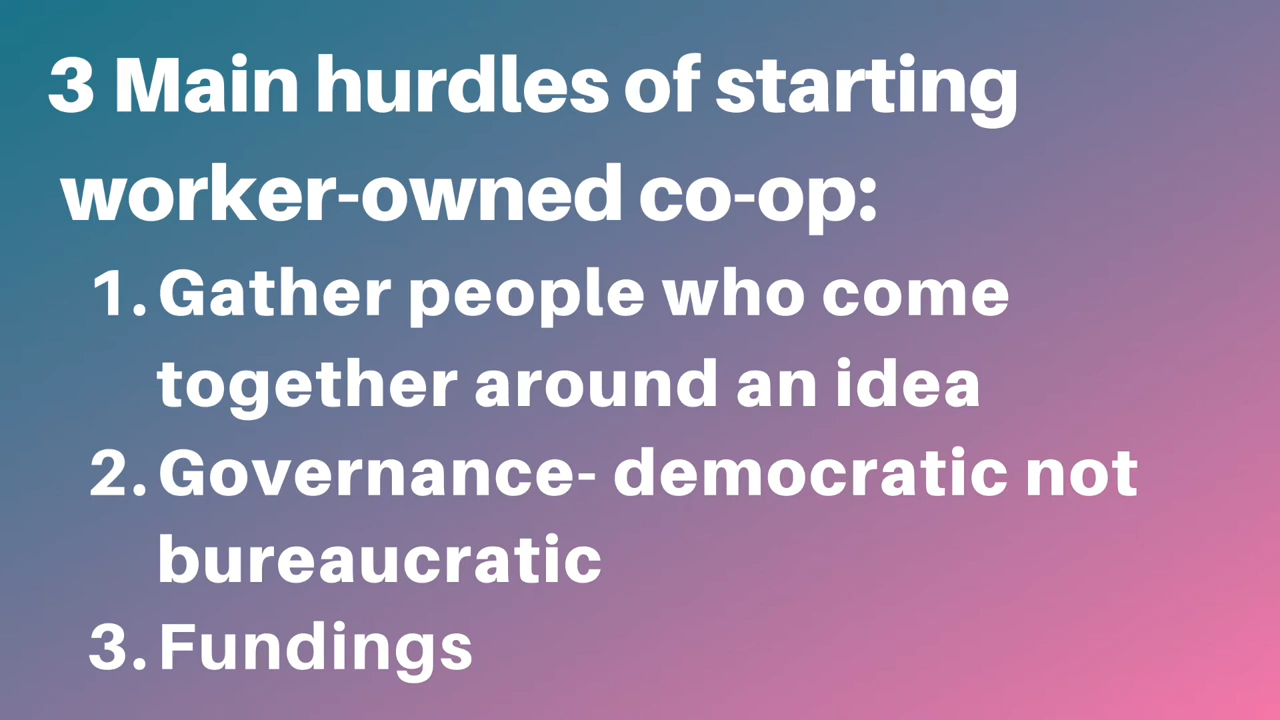 3 Main hurdles of starting
worker-owned co-op:
1. Gather people who come
together around an idea
2. Governance- democratic not
bureaucratic
3. Fundings